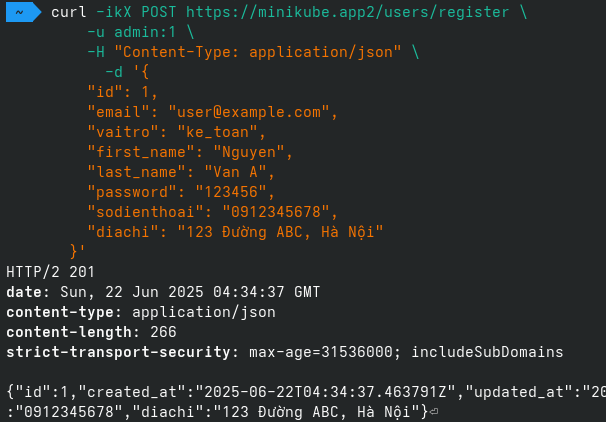 ~ curl -ikX POST https://minikube.app2/users/register \
-u admin:1 \
-H "Content-Type: application/json" \
-d '{
"id": 1,
"email": "user@example.com",
"vaitro": "ke_toan",
"first_name": "Nguyen",
"last_name": "Van A",
"password": "123456",
"sodienthoai": "0912345678",
"diachi": "123 Đường ABC, Hà Nội"
}'
HTTP/2 201
date: Sun, 22 Jun 2025 04:34:37 GMT
content-type: application/json
content-length: 266
strict-transport-security: max-age=31536000; includeSubDomains
{"id":1,"created_at":"2025-06-22T04:34:37.463791Z","updated_at":"20
:"0912345678","diachi":"123 Đường ABC, Hà Nội"}⏎